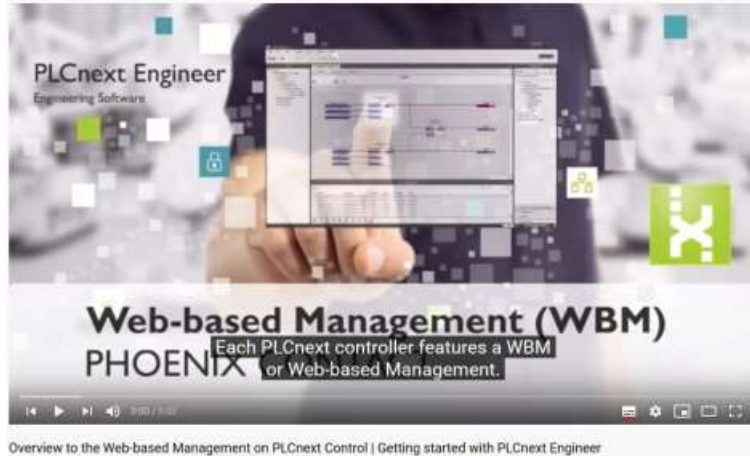 PLCnext Engineer
Engineering Software
Web-based Management (WBM)
PHOENIX
Each PLCnext controller features a WBM
or Web-based Management.
0:00 / 5:02
Overview to the Web-based Management on PLCnext Control | Getting started with PLCnext Engineer